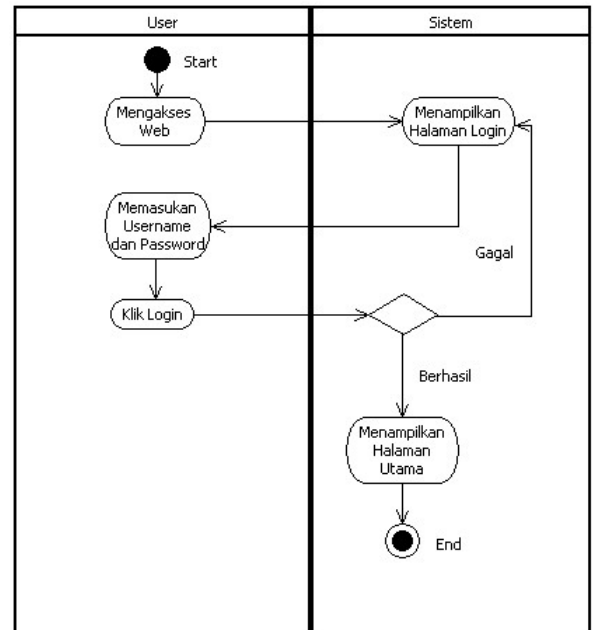 User
Sistem
Start
Mengakses
Web
Menampilkan
Halaman Login
Memasukan
Username
dan Password
Gagal
Klik Login
Berhasil
Menampilkan
Halaman
Utama
End